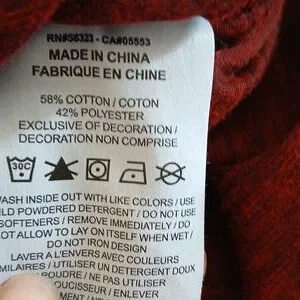 RN#56323 - CA#05553
MADE IN CHINA
FABRIQUE EN CHINE
58% COTTON / COTON
42% POLYESTER
EXCLUSIVE OF DECORATION /
DECORATION NON COMPRISE
30C
WASH INSIDE OUT WITH LIKE COLORS / USE
MILD POWDERED DETERGENT / DO NOT USE
SOFTENERS / REMOVE IMMEDIATELY / DO
NOT ALLOW TO LAY ON ITSELF WHEN WET /
DO NOT IRON DESIGN
LAVER A L'ENVERS AVEC COULEURS
SIMILAIRES / UTILISER UN DETERGENT DOUX
POUDRE / NE PAS UTILISER
ENLEVER